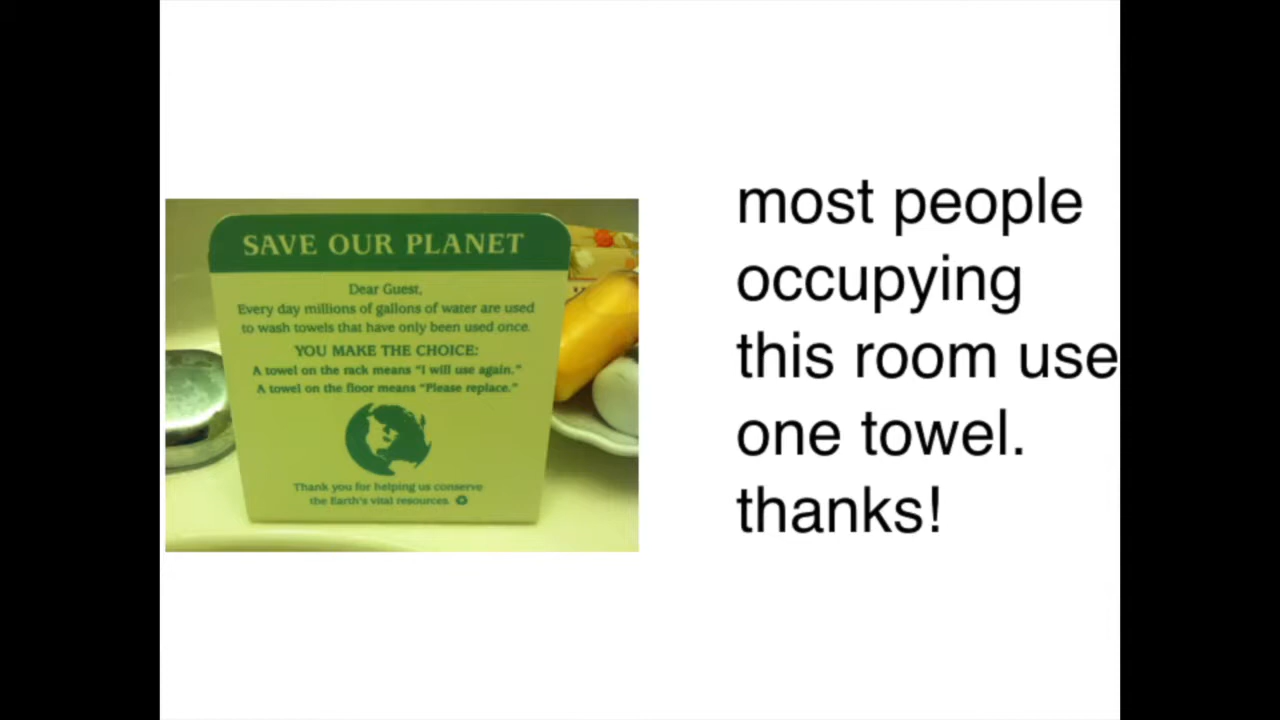 SAVE OUR PLANET
Dear Guest,
Every day millions of gallons of water are used
to wash towels that have only been used once.
YOU MAKE THE CHOICE:
A towel on the rack means “I will use again.”
A towel on the floor means “Please replace.”
Thank you for helping us conserve
the Earth's vital resources.
most people
occupying
this room use
one towel.
thanks!